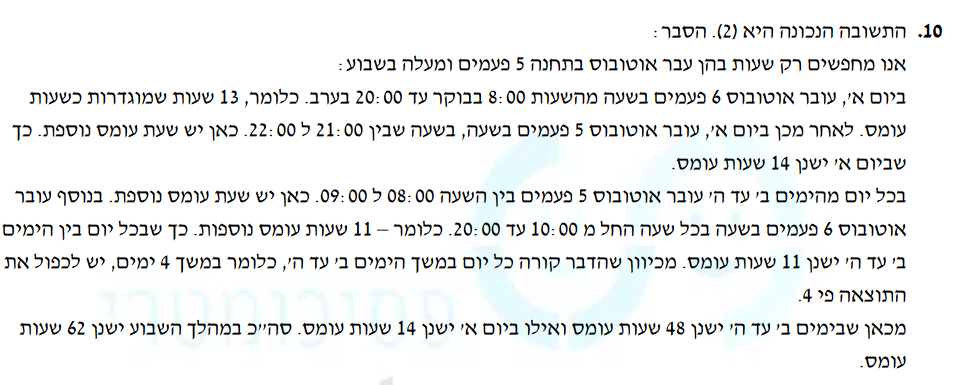 10. התשובה הנכונה היא (2). הסבר:
אנו מחפשים רק שעות בהן עבר אוטובוס בתחנה 5 פעמים ומעלה בשבוע:
ביום א', עובר אוטובוס 6 פעמים בשעה מהשעות 8:00 בבוקר עד 20:00 בערב. כלומר, 13 שעות שמוגדרות כשעות
עומס. לאחר מכן ביום א', עובר אוטובוס 5 פעמים בשעה, בשעה שבין 21:00 ל 22:00. כאן יש שעת עומס נוספת. כך
שביום א' ישנן 14 שעות עומס.
בכל יום מהימים ב' עד ה' עובר אוטובוס 5 פעמים בין השעה 08:00 ל 09:00. כאן יש שעת עומס נוספת. בנוסף עובר
אוטובוס 6 פעמים בשעה בכל שעה החל מ 10:00 עד 20:00. כלומר – 11 שעות עומס נוספות. כך שבכל יום בין הימים
ב' עד ה' ישנן 11 שעות עומס. מכיוון שהדבר קורה כל יום במשך הימים ב' עד ה', כלומר במשך 4 ימים, יש לכפול את
התוצאה פי 4.
מכאן שבימים ב' עד ה' ישנן 48 שעות עומס ואילו ביום א' ישנן 14 שעות עומס. סה"כ במהלך השבוע ישנן 62 שעות
עומס.
פסיכומטרי